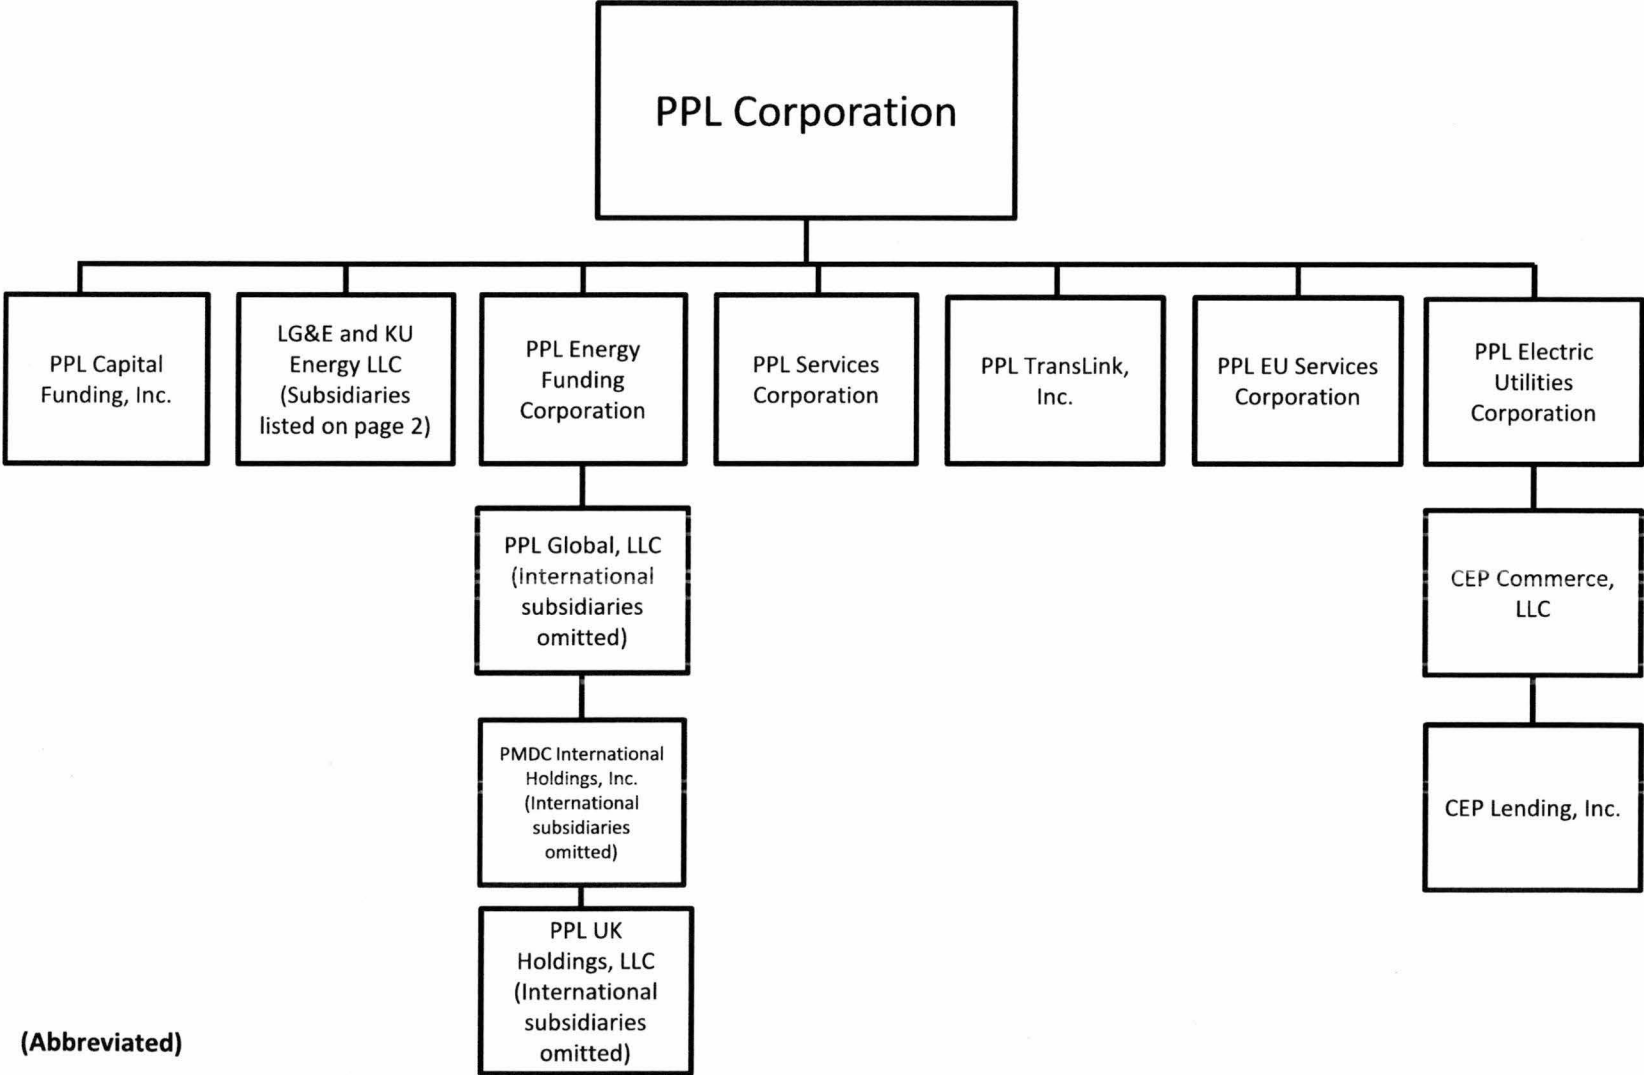 PPL Corporation
PPL Capital
Funding, Inc.
LG&E and KU
Energy LLC
(Subsidiaries
listed on page 2)
PPL Energy
Funding
Corporation
PPL Services
Corporation
PPL TransLink,
Inc.
PPL EU Services
Corporation
PPL Electric
Utilities
Corporation
PPL Global, LLC
(International
subsidiaries
omitted)
CEP Commerce,
LLC
PMDC International
Holdings, Inc.
(International
subsidiaries
omitted)
CEP Lending, Inc.
PPL UK
Holdings, LLC
(International
subsidiaries
omitted)
(Abbreviated)